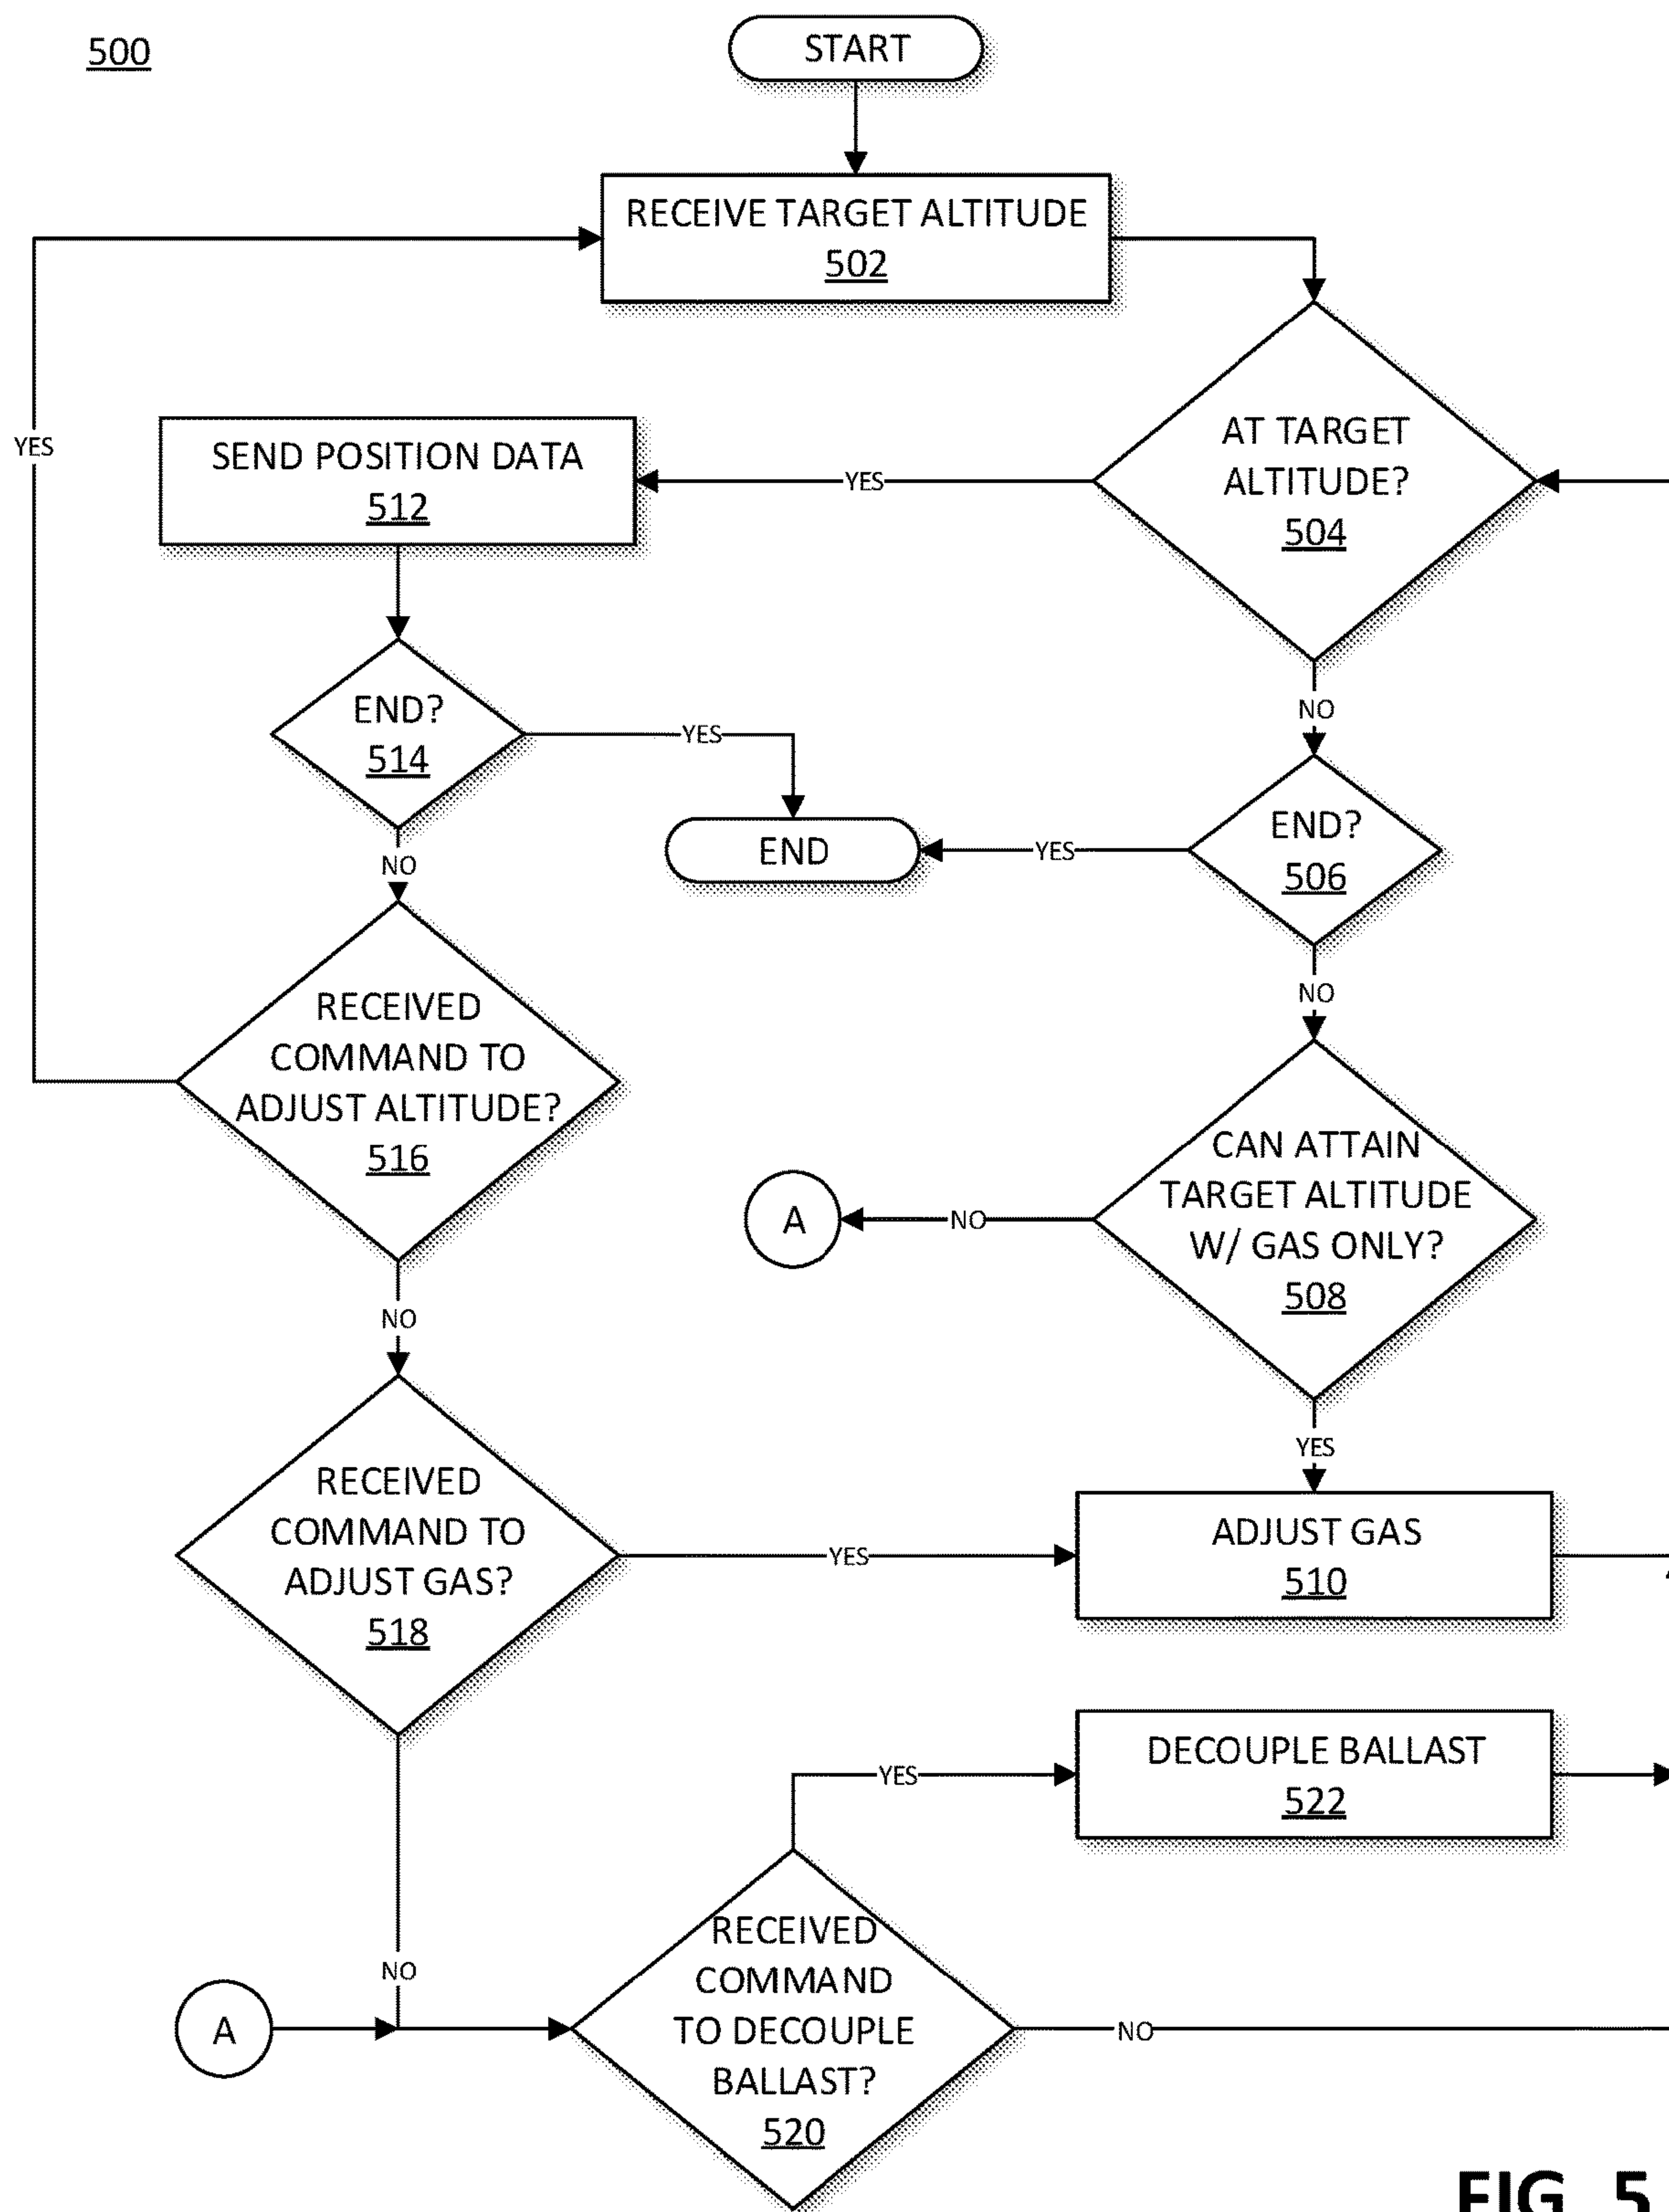 500
START
RECEIVE TARGET ALTITUDE
502
YES
SEND POSITION DATA
512
YES
AT TARGET
ALTITUDE?
504
NO
END?
514
YES
END
YES
END?
506
NO
NO
RECEIVED
COMMAND TO
ADJUST ALTITUDE?
516
CAN ATTAIN
TARGET ALTITUDE
W/ GAS ONLY?
508
A
NO
NO
YES
RECEIVED
COMMAND TO
ADJUST GAS?
518
YES
ADJUST GAS
510
DECOUPLE BALLAST
522
YES
NO
A
RECEIVED
COMMAND
TO DECOUPLE
BALLAST?
520
NO
FIG. 5